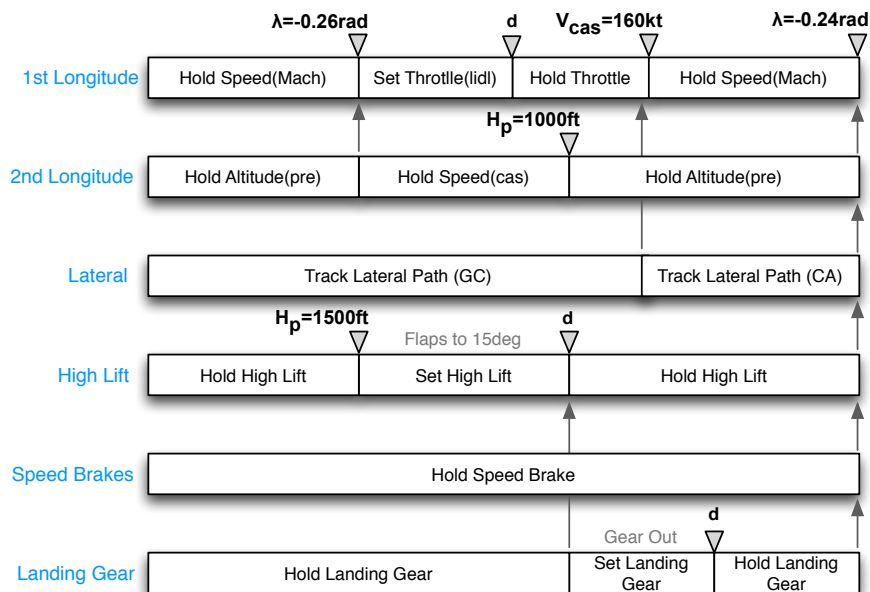 λ=-0.26rad d Vcas=160kt λ=-0.24rad
1st Longitude Hold Speed(Mach) Set Throtlle(lidl) Hold Throttle Hold Speed(Mach)
Hp=1000ft
2nd Longitude Hold Altitude(pre) Hold Speed(cas) Hold Altitude(pre)
Lateral Track Lateral Path (GC) Track Lateral Path (CA)
Hp=1500ft d
Flaps to 15deg
High Lift Hold High Lift Set High Lift Hold High Lift
Speed Brakes Hold Speed Brake
d
Gear Out
Landing Gear Hold Landing Gear Set Landing Gear Hold Landing Gear